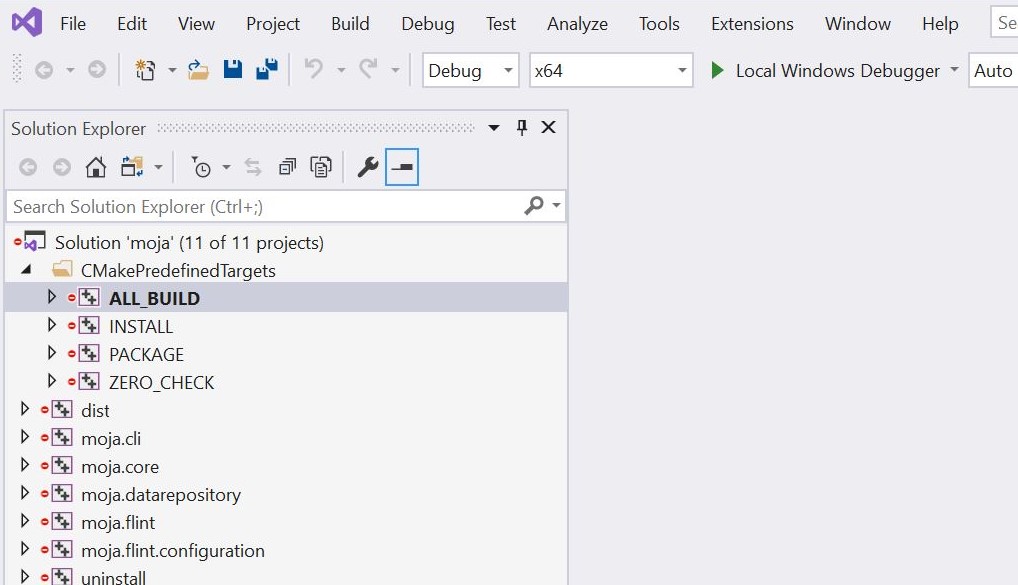 File Edit View Project Build Debug Test Analyze Tools Extensions Window Help Se
Debug x64 Local Windows Debugger Auto
Solution Explorer
Search Solution Explorer (Ctrl+;)
Solution 'moja' (11 of 11 projects)
CMakePredefinedTargets
ALL_BUILD
INSTALL
PACKAGE
ZERO_CHECK
dist
moja.cli
moja.core
moja.datarepository
moja.flint
moja.flint.configuration
uninstall